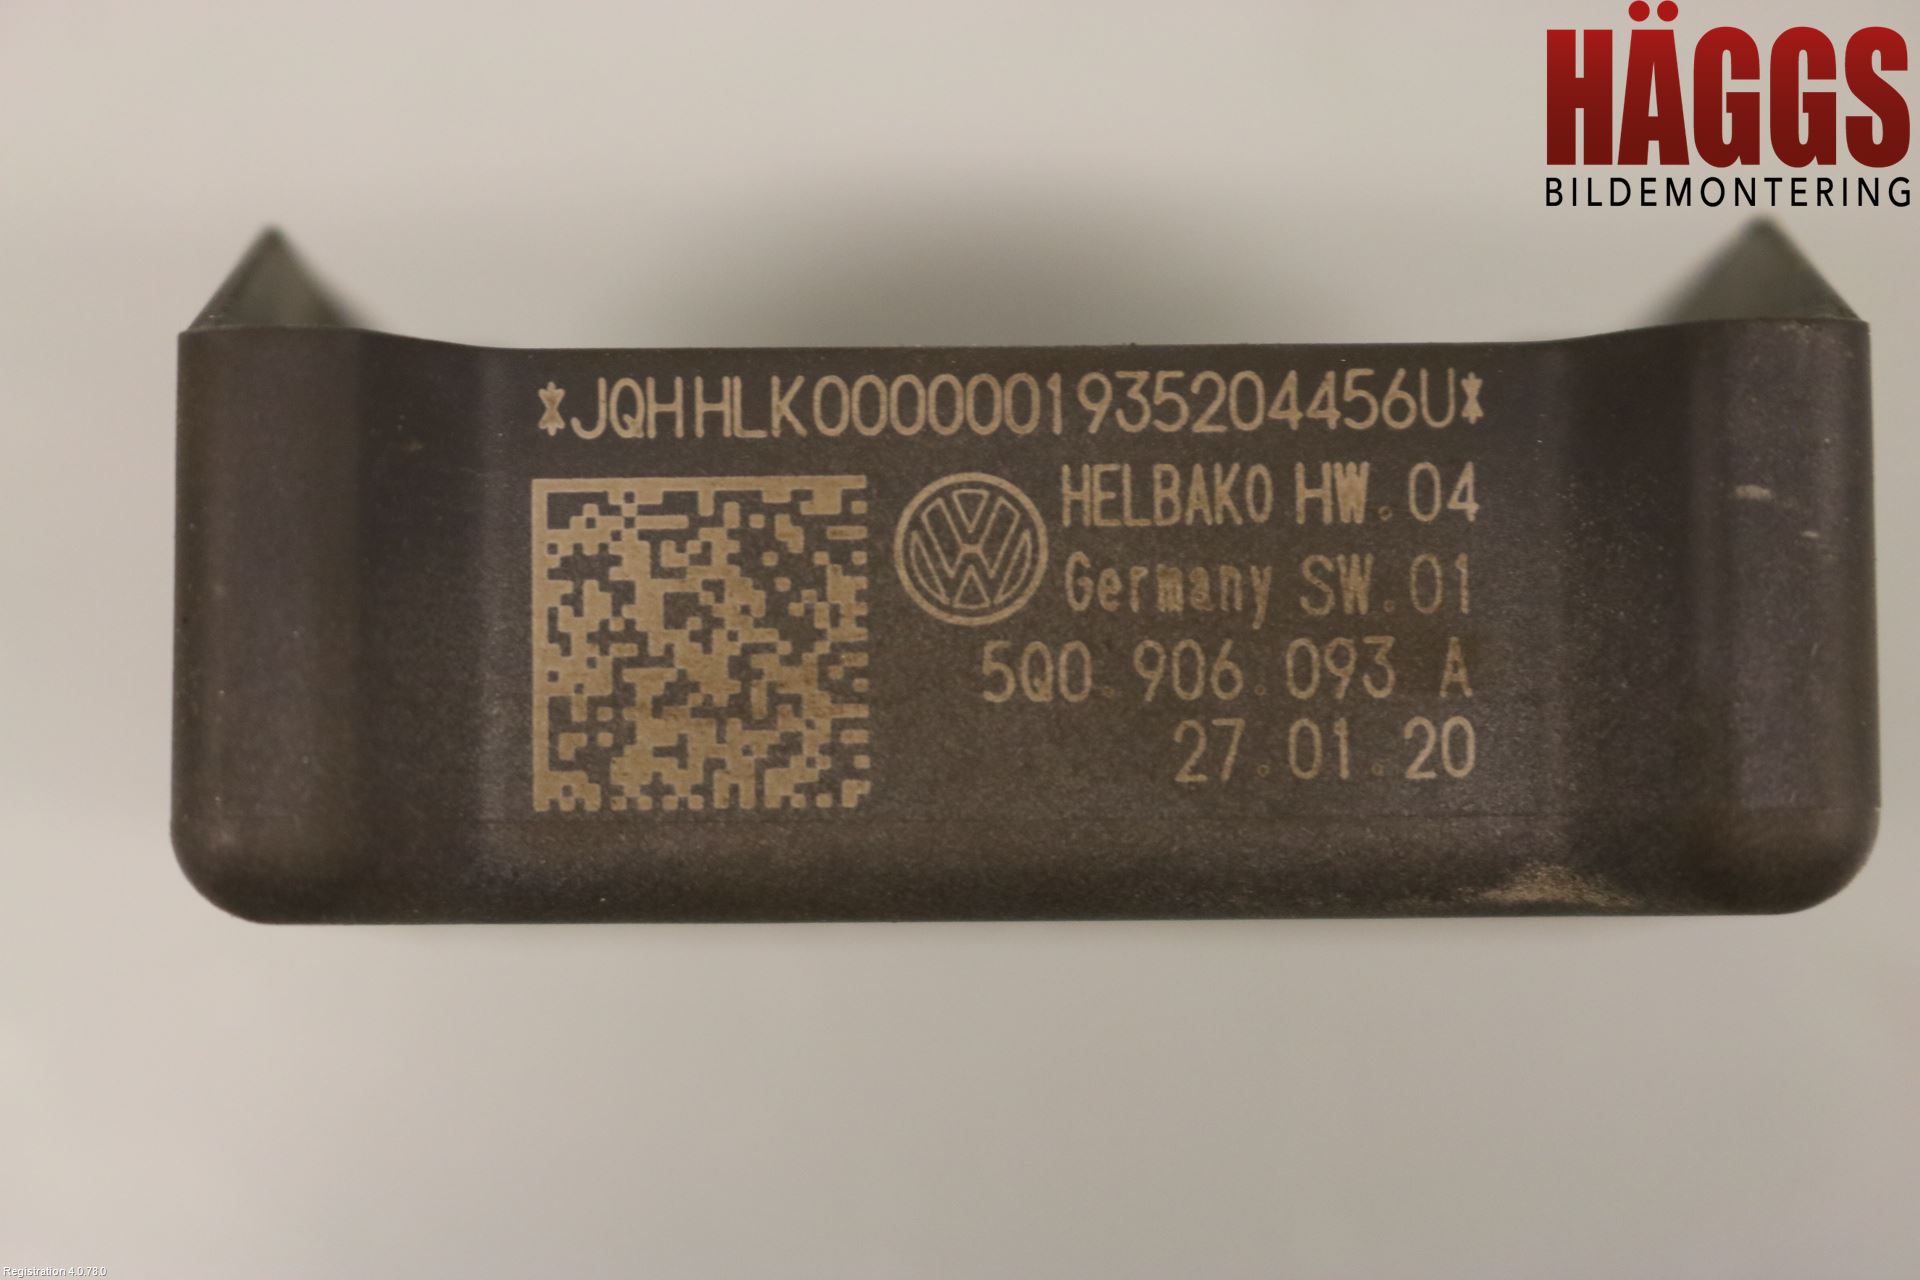 HÄGGS
BILDEMONTERING
*JQHHLK0000001935204456U*
HELBAKO HW.04
Germany SW.01
5Q0.906.093 A
27.01.20
Registration 4.0.78.0